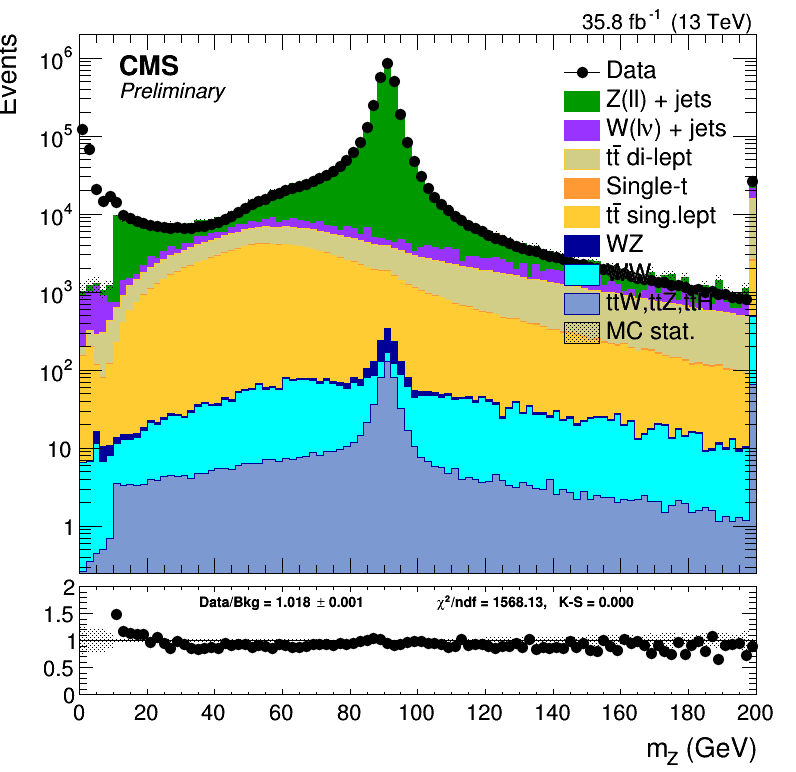 35.8 fb⁻¹ (13 TeV)
Events
CMS
Preliminary
10⁶
10⁵
10⁴
10³
10²
10
1
Data
Z(ll) + jets
W(lν) + jets
tt̄ di-lept
Single-t
tt̄ sing.lept
WZ
WW
ttW,ttZ,ttH
MC stat.
Data/Bkg = 1.018 ± 0.001 χ²/ndf = 1568.13, K-S = 0.000
2
1.5
1
0.5
0
0 20 40 60 80 100 120 140 160 180 200
m_Z (GeV)